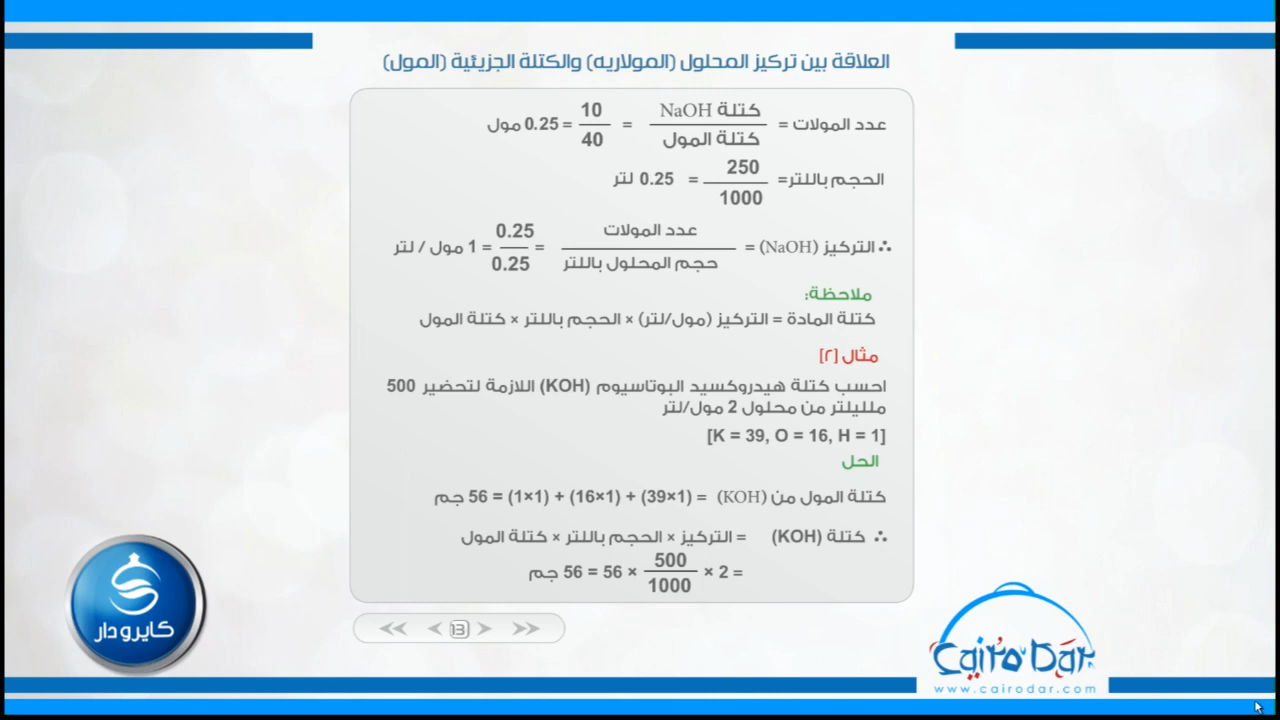 العلاقة بين تركيز المحلول (المولاريه) والكتلة الجزيئية (المول)
عدد المولات = كتلة NaOH / كتلة المول = 10 / 40 = 0.25 مول
الحجم باللتر= 250 / 1000 = 0.25 لتر
∴ التركيز (NaOH) = عدد المولات / حجم المحلول باللتر = 0.25 / 0.25 = 1 مول / لتر
ملاحظة:
كتلة المادة = التركيز (مول/لتر) × الحجم باللتر × كتلة المول
مثال [٢]
احسب كتلة هيدروكسيد البوتاسيوم (KOH) اللازمة لتحضير 500
ملليلتر من محلول 2 مول/لتر
[K = 39, O = 16, H = 1]
الحل
كتلة المول من (KOH) = (1×39) + (1×16) + (1×1) = 56 جم
∴ كتلة (KOH) = التركيز × الحجم باللتر × كتلة المول
= 2 × 500 / 1000 × 56 = 56 جم
13
كايرودار
Cairo Dar
www.cairodar.com